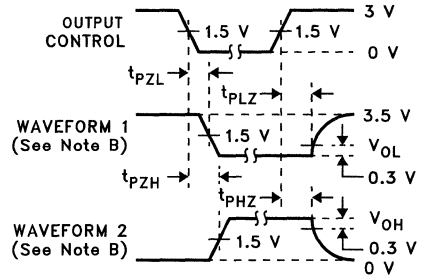 OUTPUT
CONTROL
1.5 V
1.5 V
3 V
0 V
tPZL
tPLZ
WAVEFORM 1
(See Note B)
1.5 V
3.5 V
VOL
0.3 V
tPZH
tPHZ
WAVEFORM 2
(See Note B)
1.5 V
VOH
0.3 V
0 V